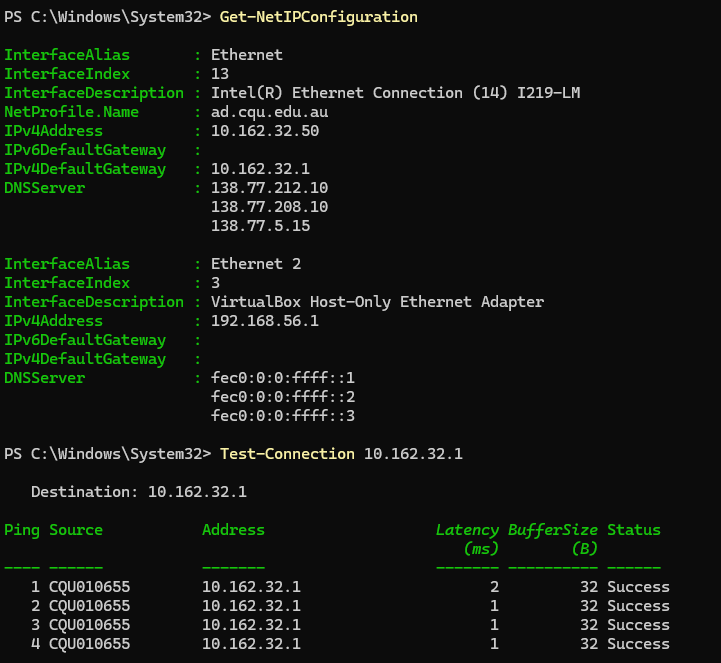 PS C:\Windows\System32> Get-NetIPConfiguration
InterfaceAlias       : Ethernet
InterfaceIndex       : 13
InterfaceDescription : Intel(R) Ethernet Connection (14) I219-LM
NetProfile.Name      : ad.cqu.edu.au
IPv4Address          : 10.162.32.50
IPv6DefaultGateway   :
IPv4DefaultGateway   : 10.162.32.1
DNSServer            : 138.77.212.10
                       138.77.208.10
                       138.77.5.15
InterfaceAlias       : Ethernet 2
InterfaceIndex       : 3
InterfaceDescription : VirtualBox Host-Only Ethernet Adapter
IPv4Address          : 192.168.56.1
IPv6DefaultGateway   :
IPv4DefaultGateway   :
DNSServer            : fec0:0:0:ffff::1
                       fec0:0:0:ffff::2
                       fec0:0:0:ffff::3
PS C:\Windows\System32> Test-Connection 10.162.32.1
   Destination: 10.162.32.1
Ping Source           Address                   Latency BufferSize Status
                                                   (ms)        (B)
---- ------           -------                   ------- ---------- ------
   1 CQU010655        10.162.32.1                     2         32 Success
   2 CQU010655        10.162.32.1                     1         32 Success
   3 CQU010655        10.162.32.1                     1         32 Success
   4 CQU010655        10.162.32.1                     1         32 Success